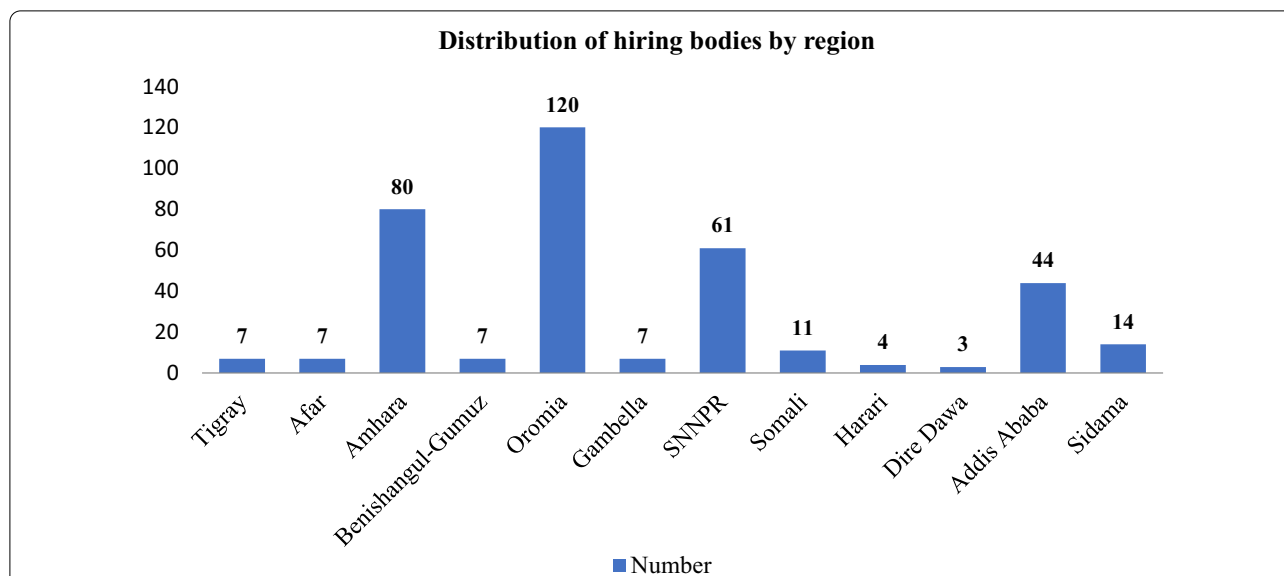 Distribution of hiring bodies by region
140
120
100
80
60
40
20
0
7
7
80
7
120
7
61
11
4
3
44
14
Tigray
Afar
Amhara
Benishangul-Gumuz
Oromia
Gambella
SNNPR
Somali
Harari
Dire Dawa
Addis Ababa
Sidama
Number